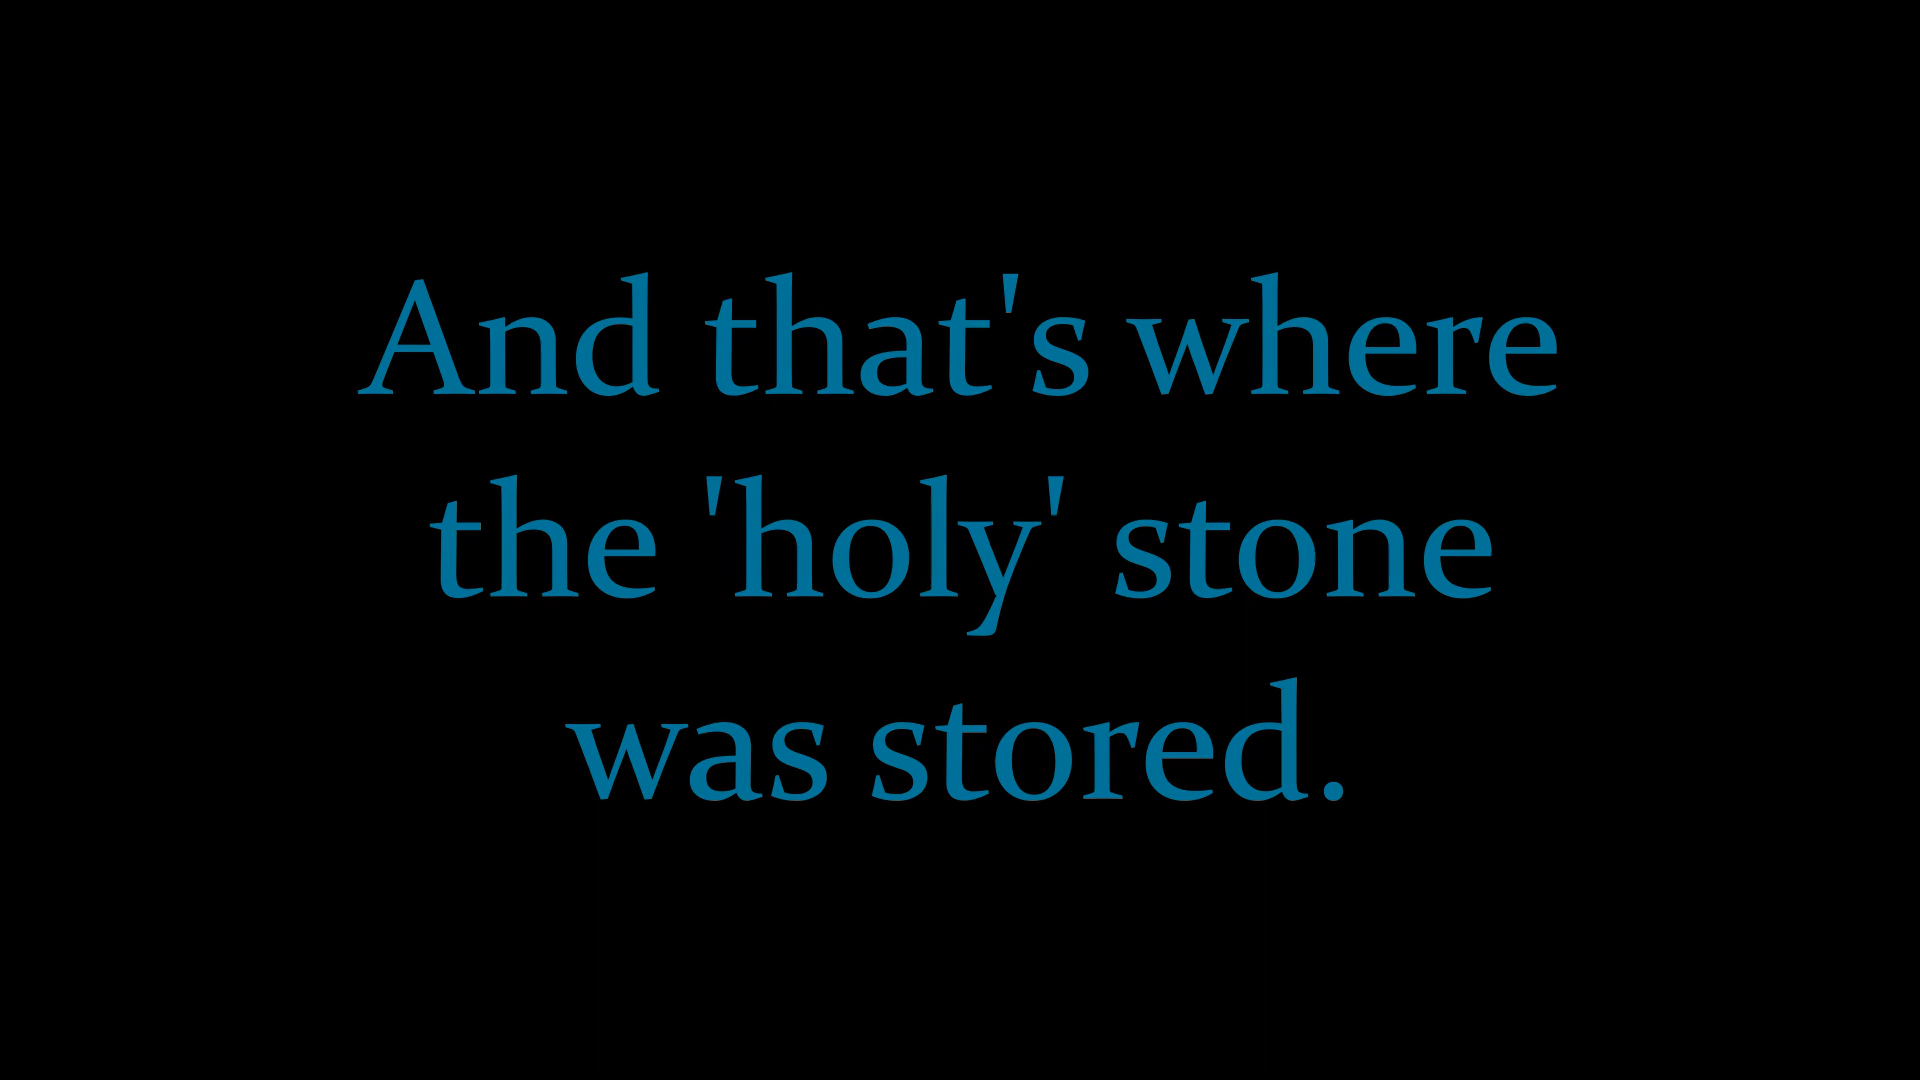 And that's where
the 'holy' stone
was stored.